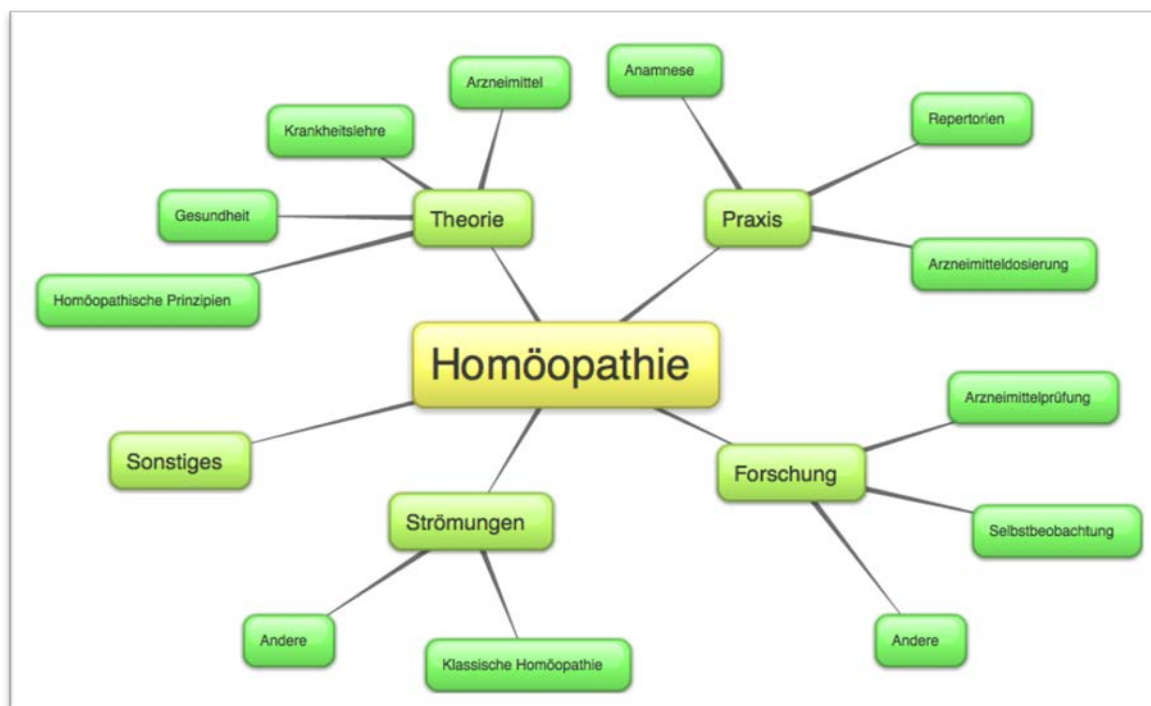 Arzneimittel
Anamnese
Krankheitslehre
Repertorien
Gesundheit
Theorie
Praxis
Homöopathische Prinzipien
Arzneimitteldosierung
Homöopathie
Arzneimittelprüfung
Sonstiges
Forschung
Strömungen
Selbstbeobachtung
Andere
Klassische Homöopathie
Andere